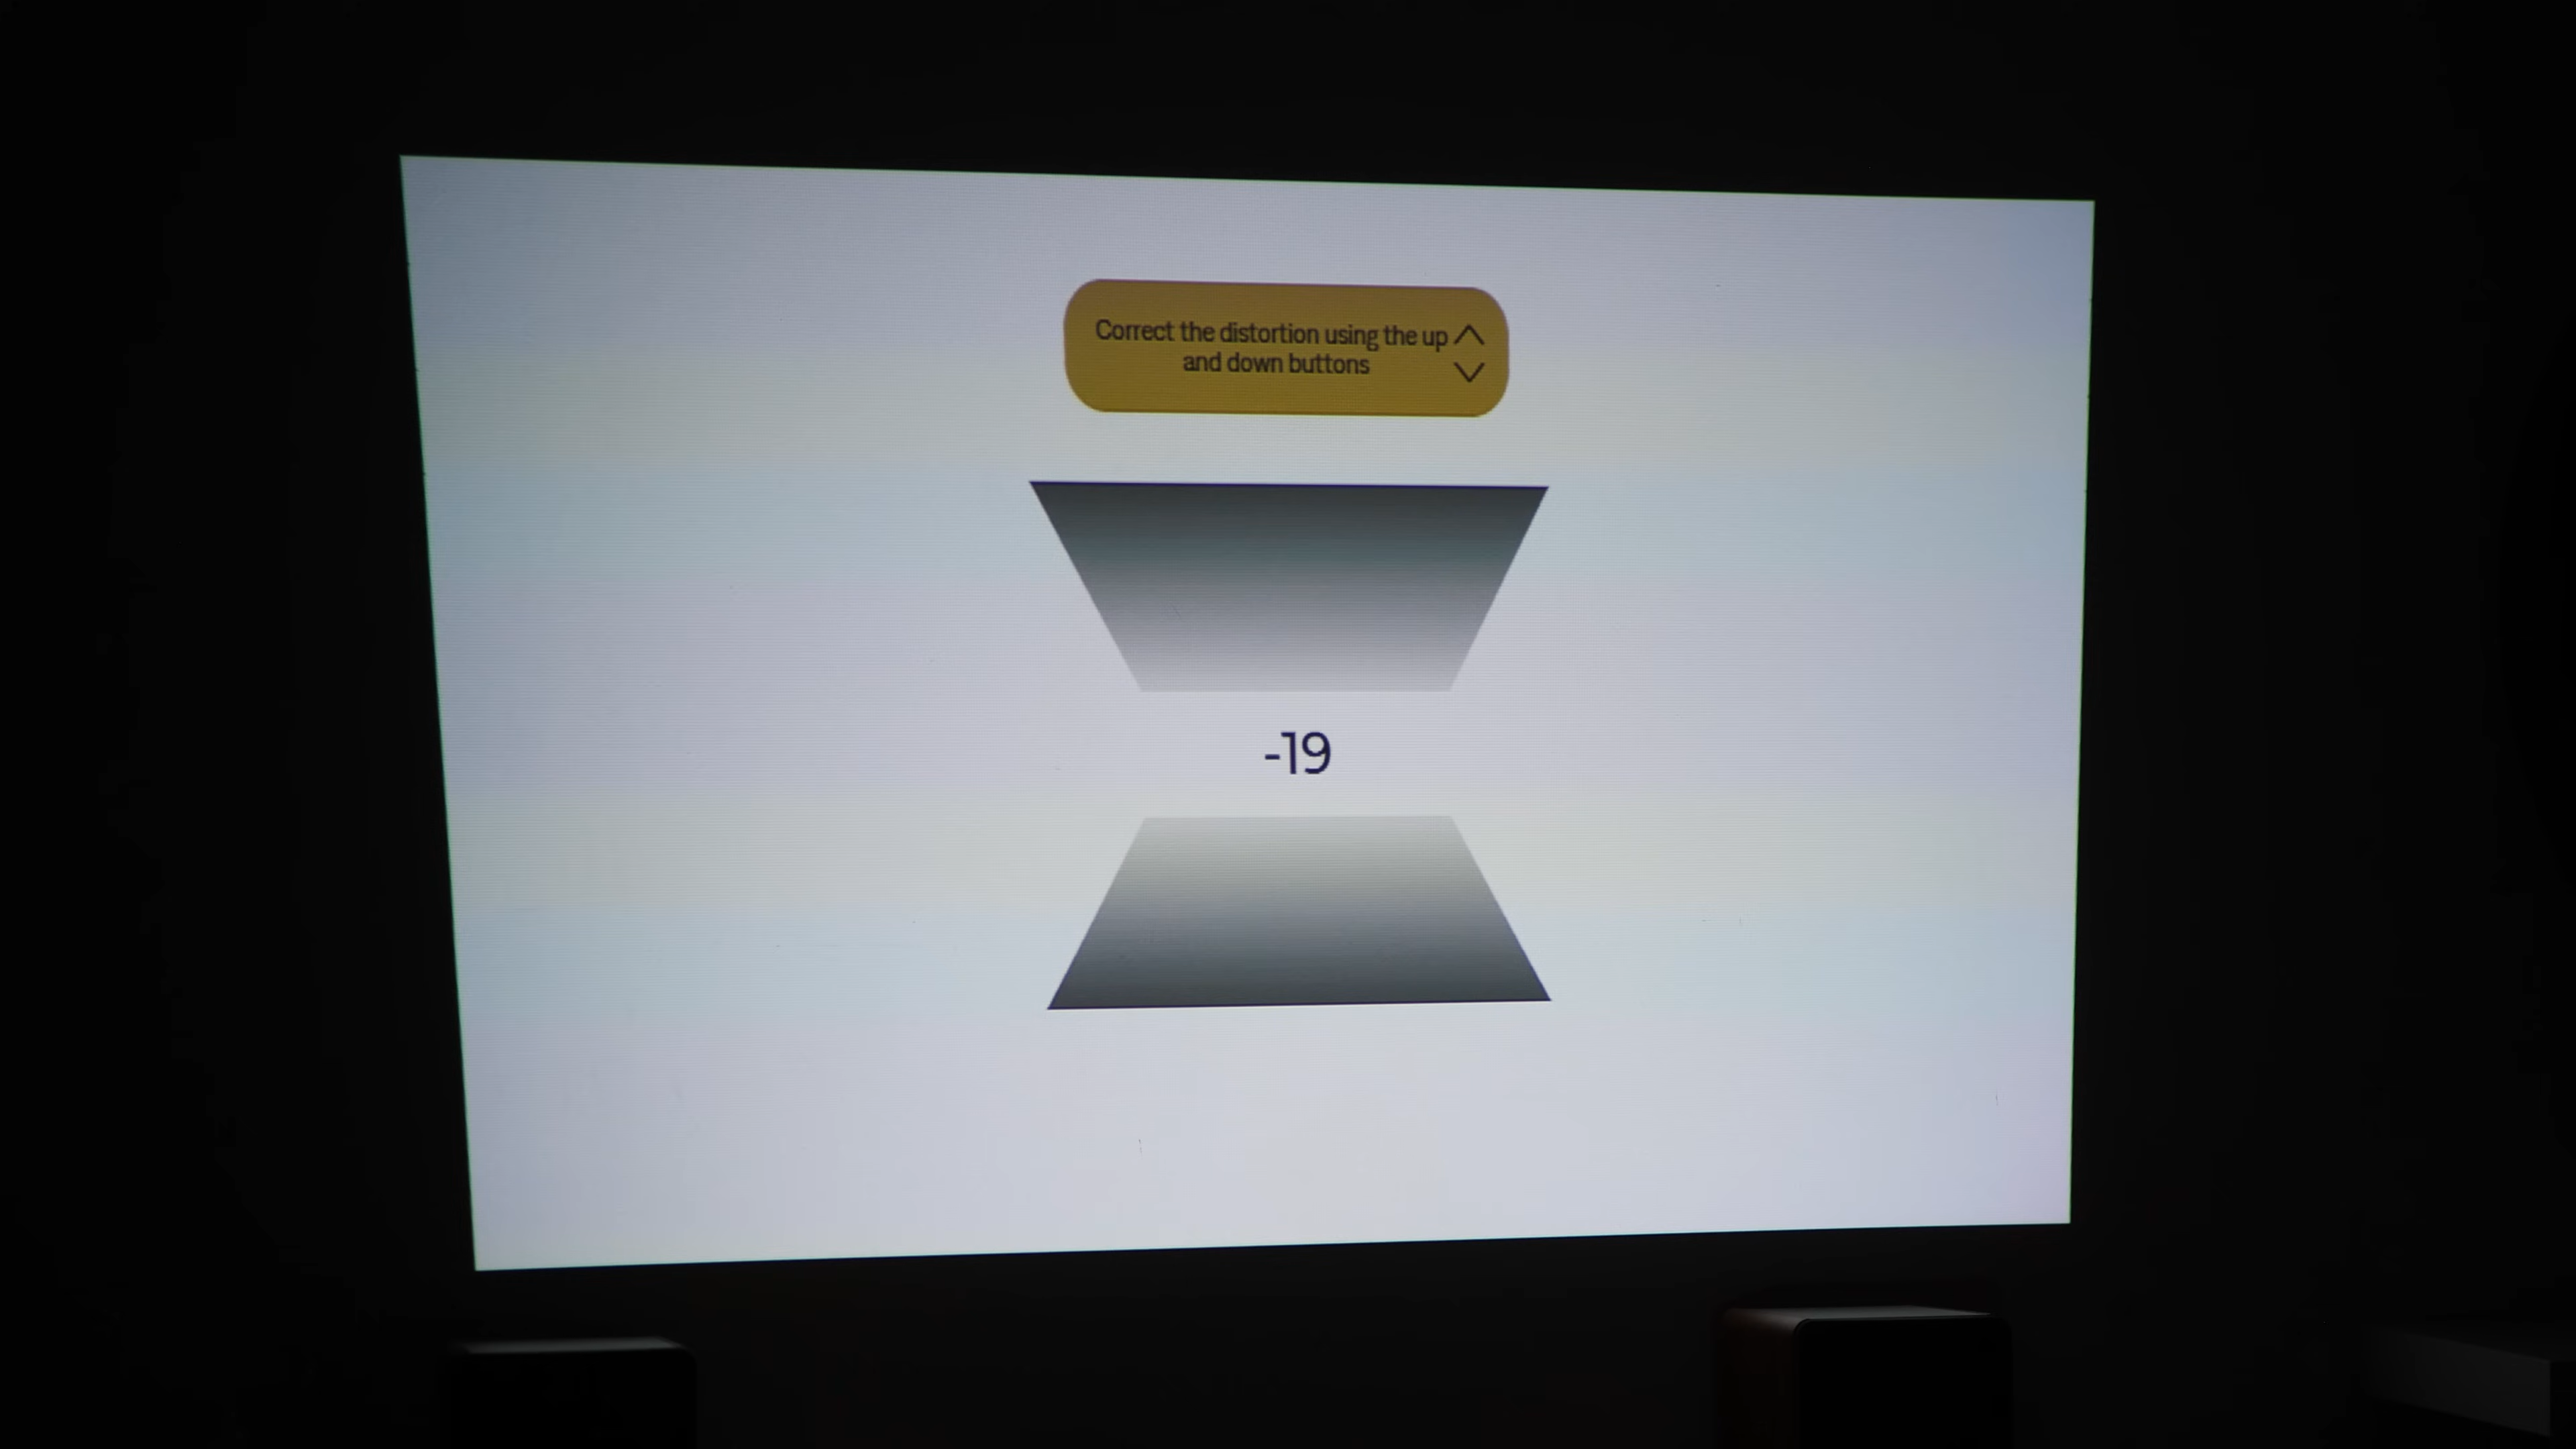 Correct the distortion using the up
and down buttons
-19